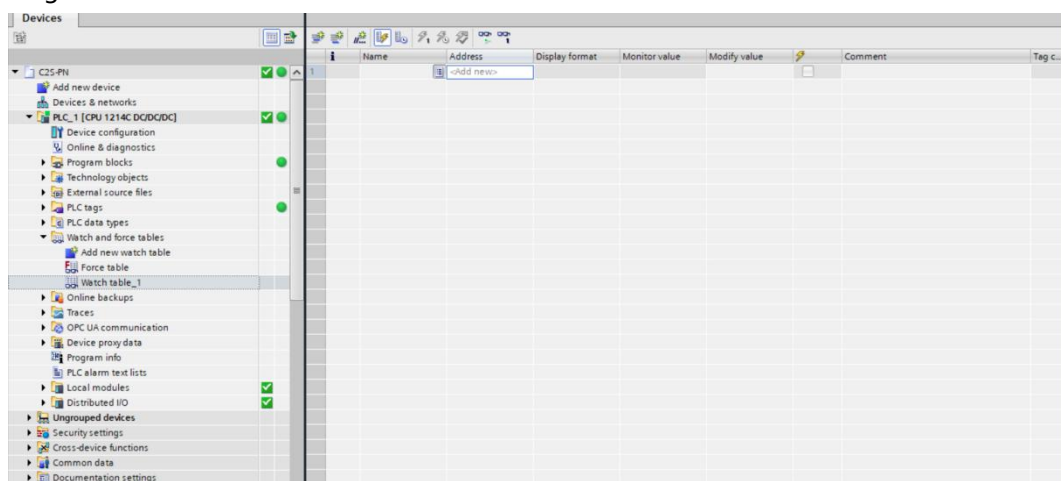 Devices
i Name Address Display format Monitor value Modify value Comment Tag c...
1 <Add new>
C2S-PN
Add new device
Devices & networks
PLC_1 [CPU 1214C DC/DC/DC]
Device configuration
Online & diagnostics
Program blocks
Technology objects
External source files
PLC tags
PLC data types
Watch and force tables
Add new watch table
Force table
Watch table_1
Online backups
Traces
OPC UA communication
Device proxy data
Program info
PLC alarm text lists
Local modules
Distributed I/O
Ungrouped devices
Security settings
Cross-device functions
Common data
Documentation settings